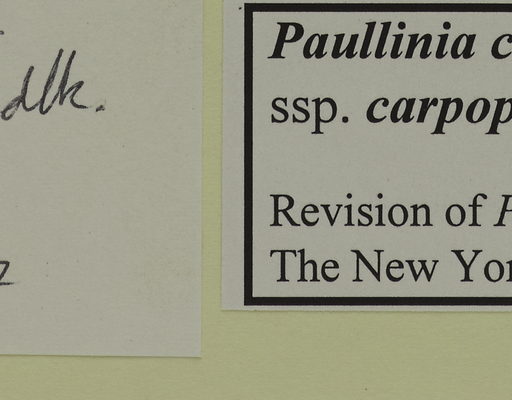 dlk.
Paullinia c
ssp. carpop
Revision of P
The New Yor